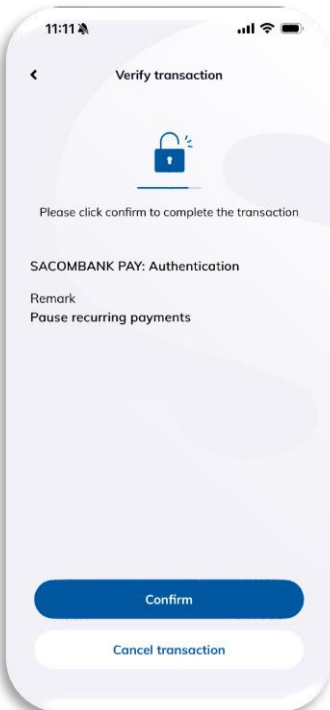 11:11
Verify transaction
Please click confirm to complete the transaction
SACOMBANK PAY: Authentication
Remark
Pause recurring payments
Confirm
Cancel transaction